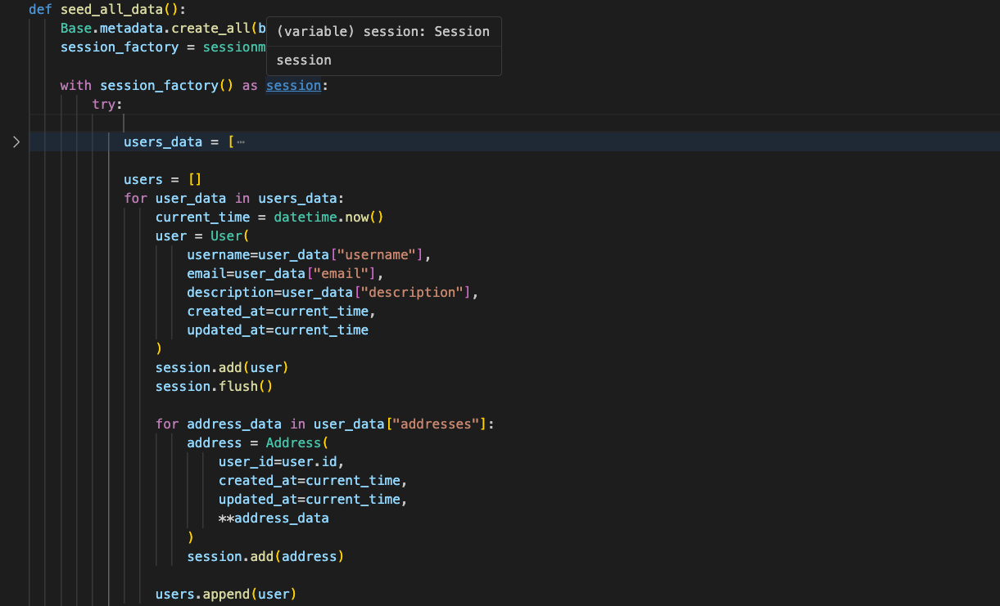 def seed_all_data():
Base.metadata.create_all(b
session_factory = sessionm
(variable) session: Session
session
with session_factory() as session:
try:
users_data = [⋯
users = []
for user_data in users_data:
current_time = datetime.now()
user = User(
username=user_data["username"],
email=user_data["email"],
description=user_data["description"],
created_at=current_time,
updated_at=current_time
)
session.add(user)
session.flush()
for address_data in user_data["addresses"]:
address = Address(
user_id=user.id,
created_at=current_time,
updated_at=current_time,
**address_data
)
session.add(address)
users.append(user)